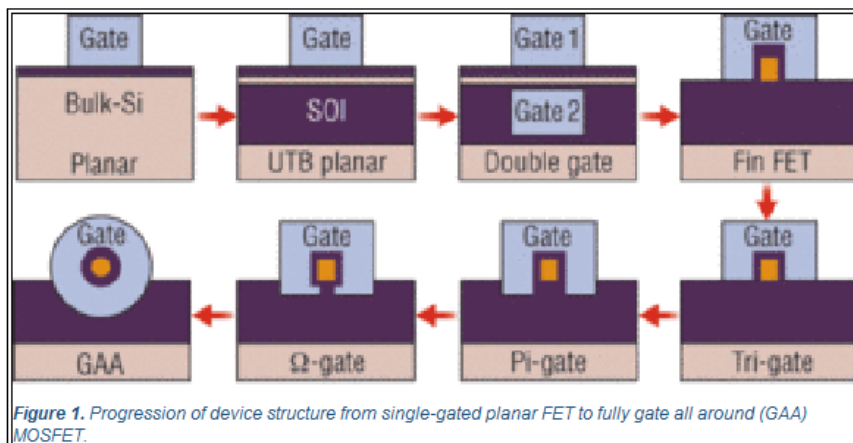 Gate
Bulk-Si
Planar
Gate
SOI
UTB planar
Gate 1
Gate 2
Double gate
Gate
Fin FET
Gate
GAA
Gate
Ω-gate
Gate
Pi-gate
Gate
Tri-gate
Figure 1. Progression of device structure from single-gated planar FET to fully gate all around (GAA)
MOSFET.